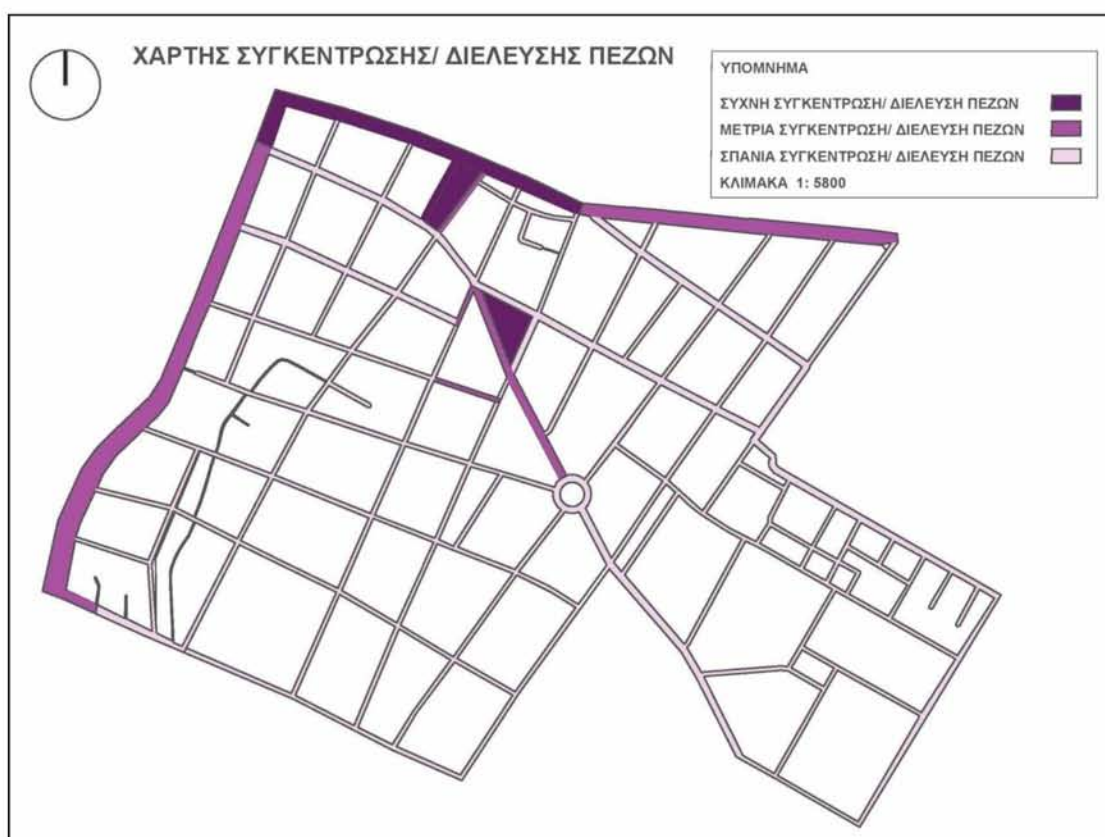 ΧΑΡΤΗΣ ΣΥΓΚΕΝΤΡΩΣΗΣ/ ΔΙΕΛΕΥΣΗΣ ΠΕΖΩΝ
ΥΠΟΜΝΗΜΑ
ΣΥΧΝΗ ΣΥΓΚΕΝΤΡΩΣΗ/ ΔΙΕΛΕΥΣΗ ΠΕΖΩΝ
ΜΕΤΡΙΑ ΣΥΓΚΕΝΤΡΩΣΗ/ ΔΙΕΛΕΥΣΗ ΠΕΖΩΝ
ΣΠΑΝΙΑ ΣΥΓΚΕΝΤΡΩΣΗ/ ΔΙΕΛΕΥΣΗ ΠΕΖΩΝ
ΚΛΙΜΑΚΑ 1: 5800